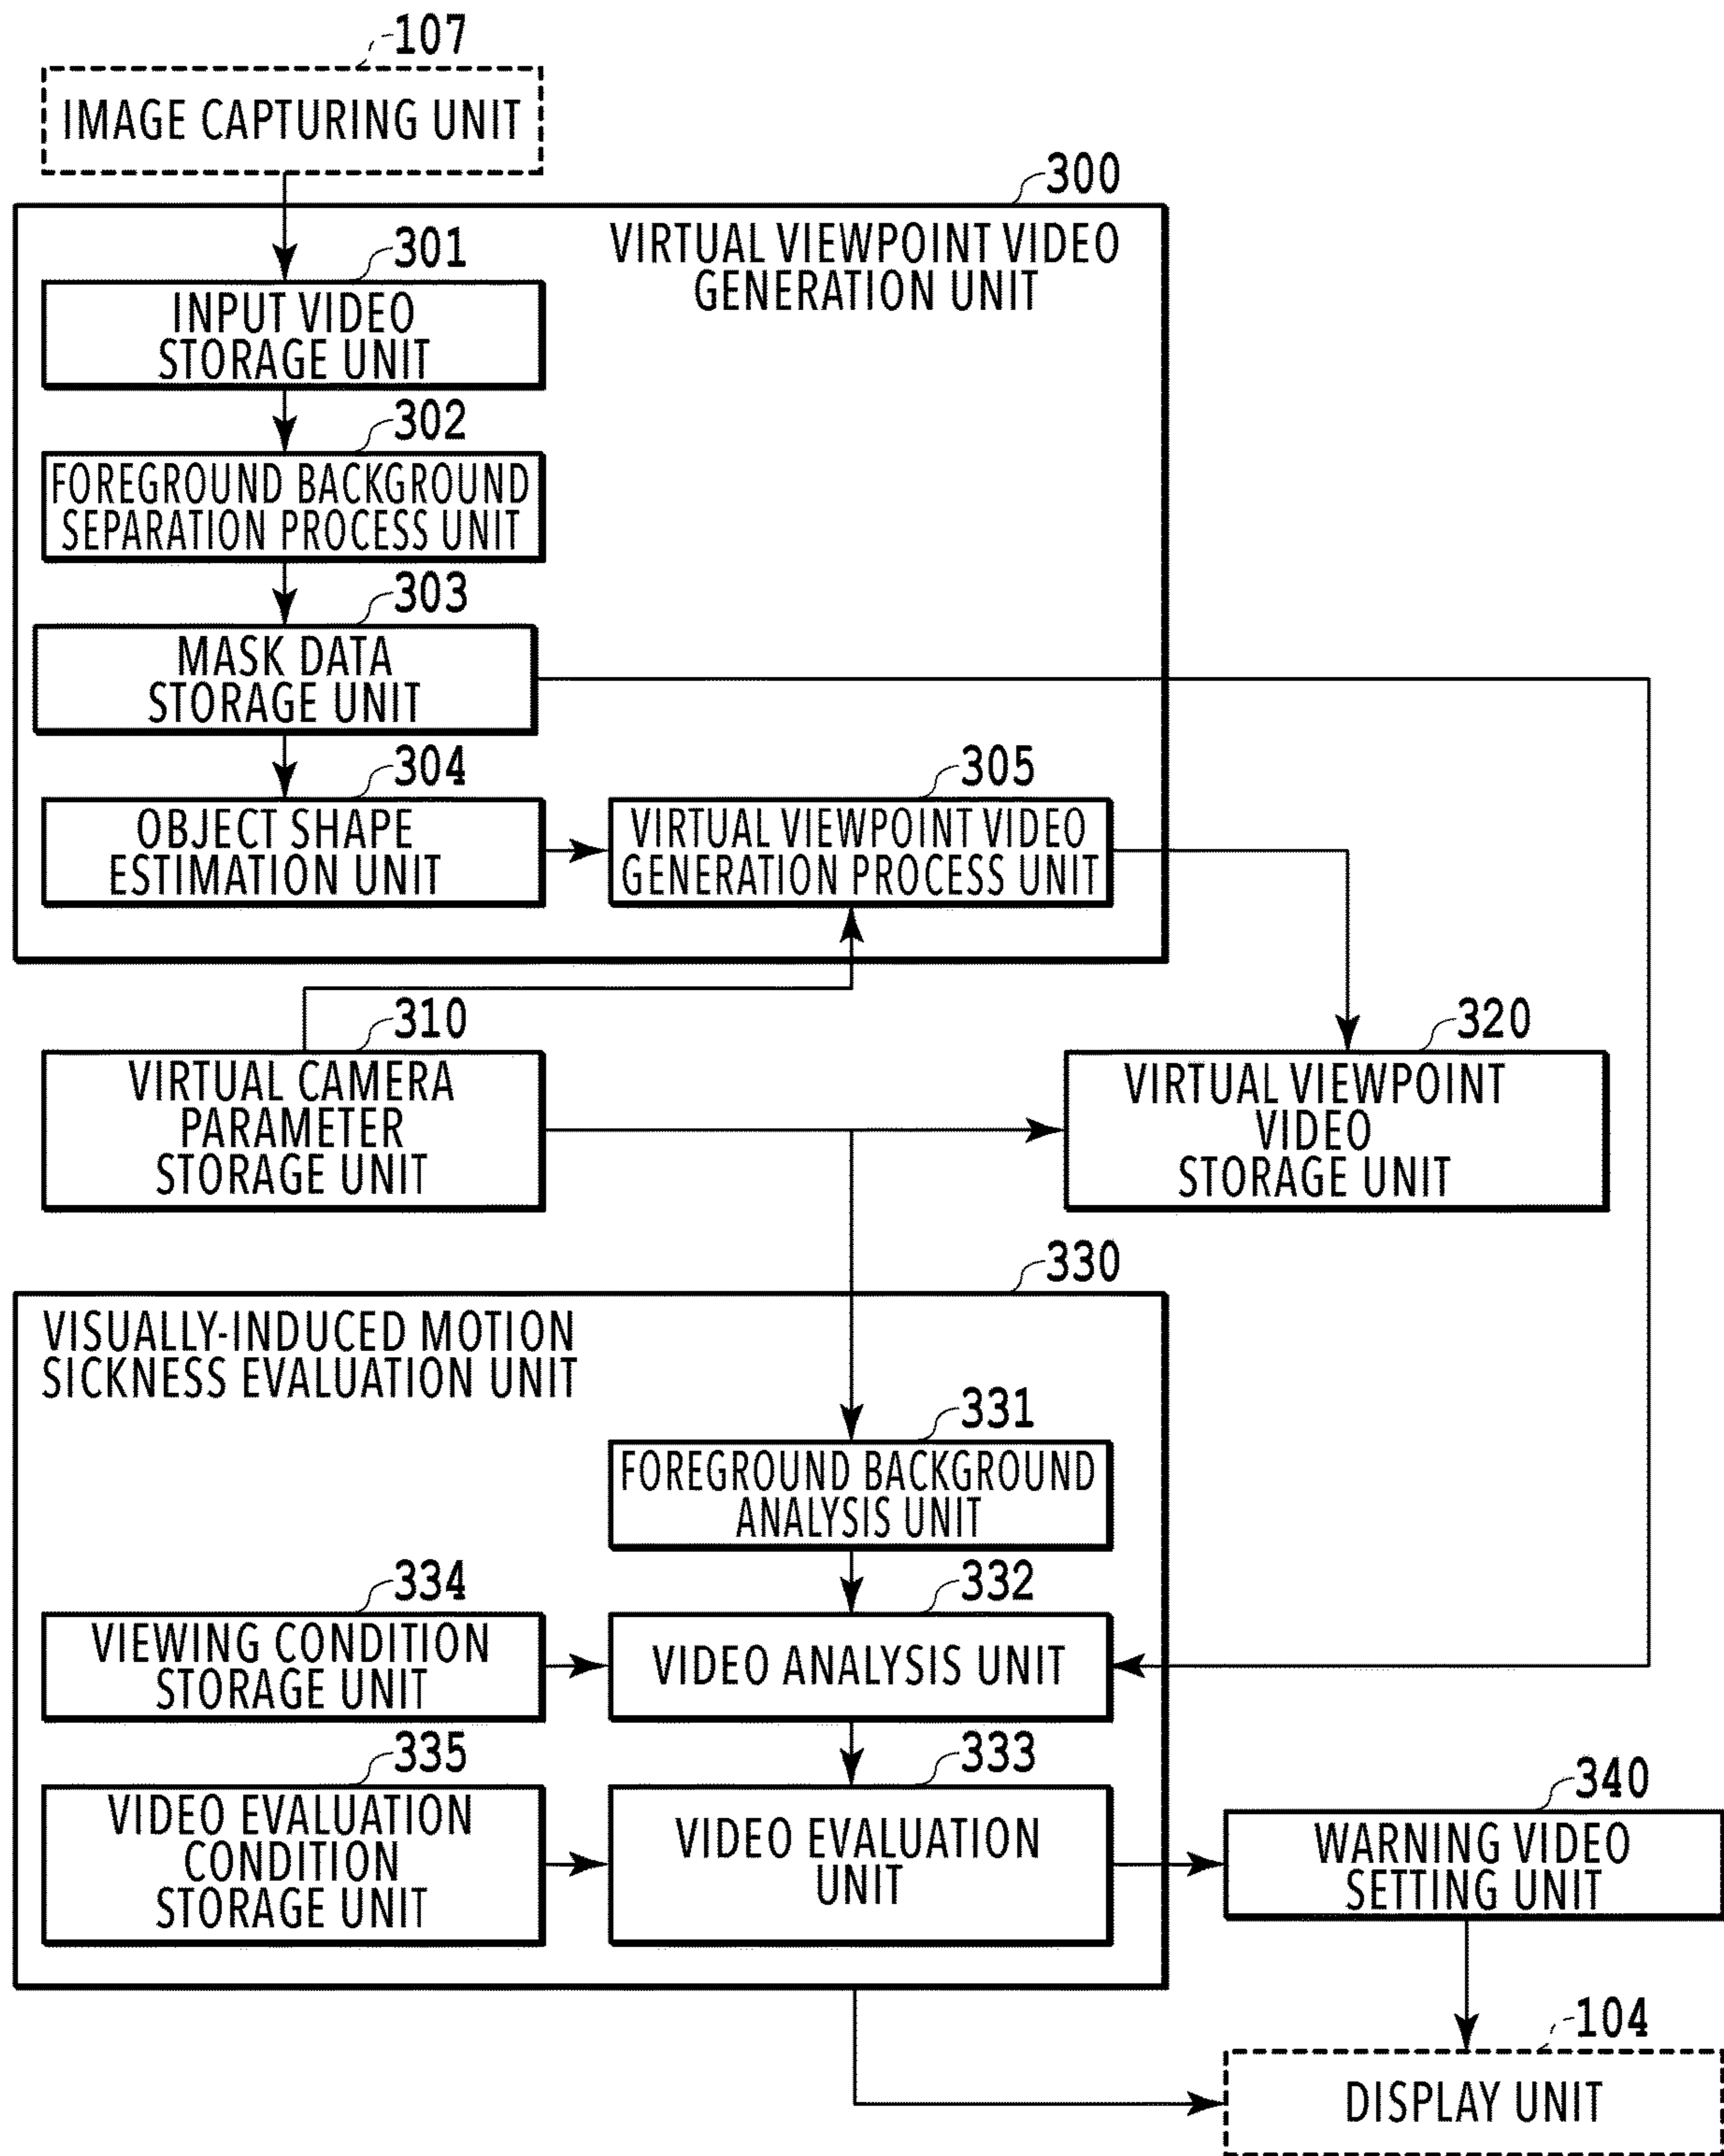 107
IMAGE CAPTURING UNIT
300
VIRTUAL VIEWPOINT VIDEO
GENERATION UNIT
301
INPUT VIDEO
STORAGE UNIT
302
FOREGROUND BACKGROUND
SEPARATION PROCESS UNIT
303
MASK DATA
STORAGE UNIT
304
OBJECT SHAPE
ESTIMATION UNIT
305
VIRTUAL VIEWPOINT VIDEO
GENERATION PROCESS UNIT
310
VIRTUAL CAMERA
PARAMETER
STORAGE UNIT
320
VIRTUAL VIEWPOINT
VIDEO
STORAGE UNIT
330
VISUALLY-INDUCED MOTION
SICKNESS EVALUATION UNIT
331
FOREGROUND BACKGROUND
ANALYSIS UNIT
334
VIEWING CONDITION
STORAGE UNIT
332
VIDEO ANALYSIS UNIT
335
VIDEO EVALUATION
CONDITION
STORAGE UNIT
333
VIDEO EVALUATION
UNIT
340
WARNING VIDEO
SETTING UNIT
104
DISPLAY UNIT